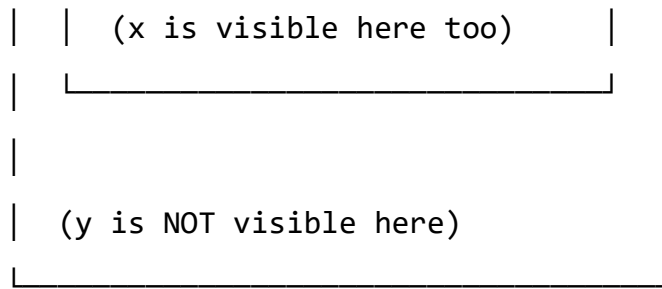 (x is visible here too)
(y is NOT visible here)